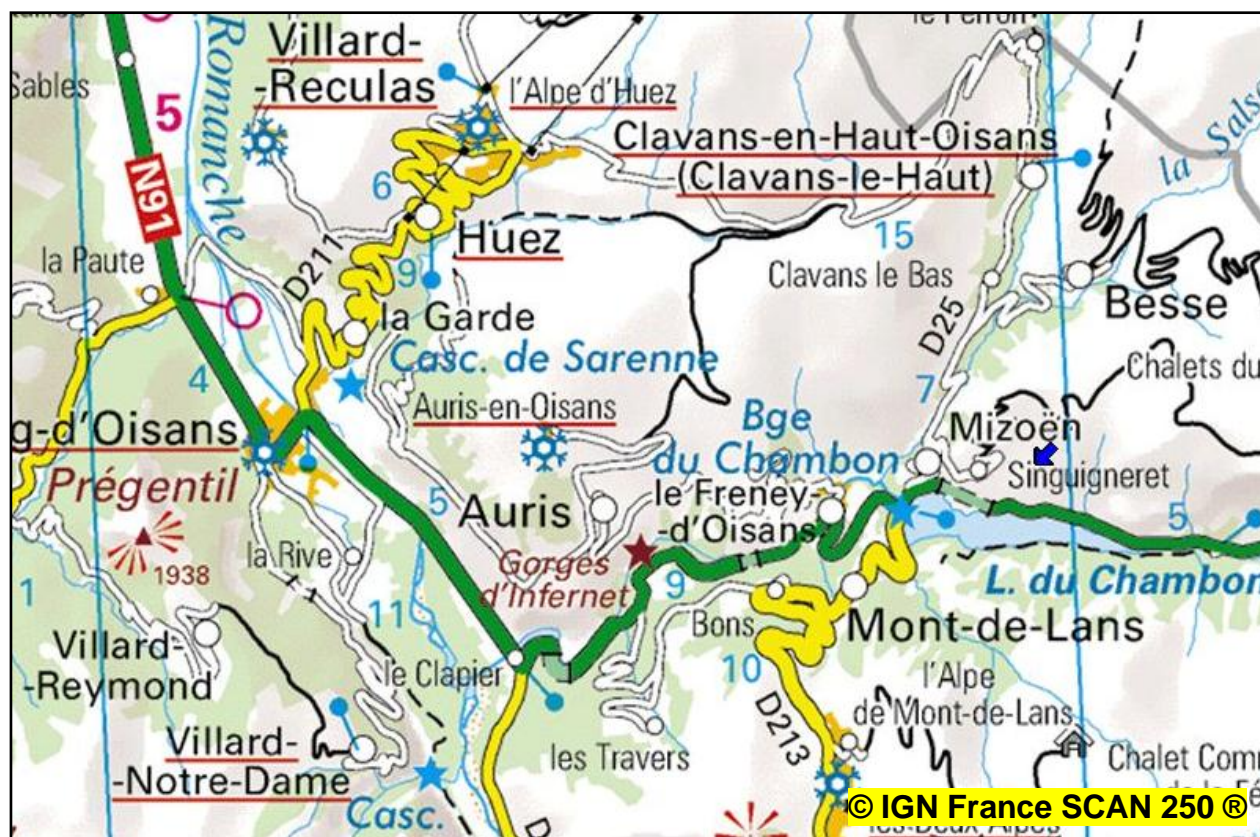 Villard-
-Reculas
l'Alpe d'Huez
Sables
5
N91
Romanche
Clavans-en-Haut-Oisans
(Clavans-le-Haut)
la
6
Huez
15
la Paute
D211
9
Clavans le Bas
Besse
la Garde
D25
Casc. de Sarenne
Chalets du
4
7
Auris-en-Oisans
g-d'Oisans
Bge
du Chambon
Mizoën
Singuigneret
Prégentil
5
Auris
le Freney-
-d'Oisans
5
la Rive
1938
Gorges
d'Infernet
9
L. du Chambon
1
11
Bons
Mont-de-Lans
Villard-
-Reymond
le Clapier
10
l'Alpe
de Mont-de-Lans
D213
Villard-
-Notre-Dame
les Travers
Casc.
© IGN France SCAN 250 ®